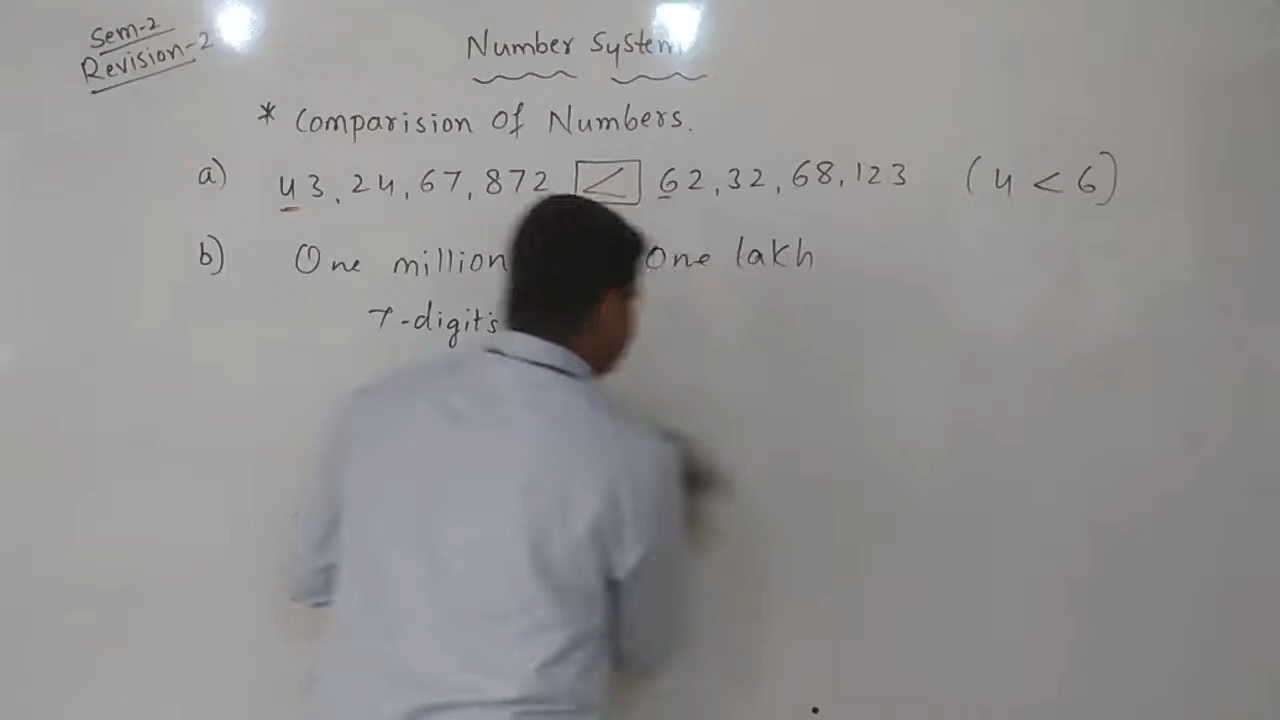 Sem-2
Revision-2
Number System
* Comparision of Numbers.
a) 43,24,67,872 < 62,32,68,123 (4 < 6)
b) One million One lakh
7-digits